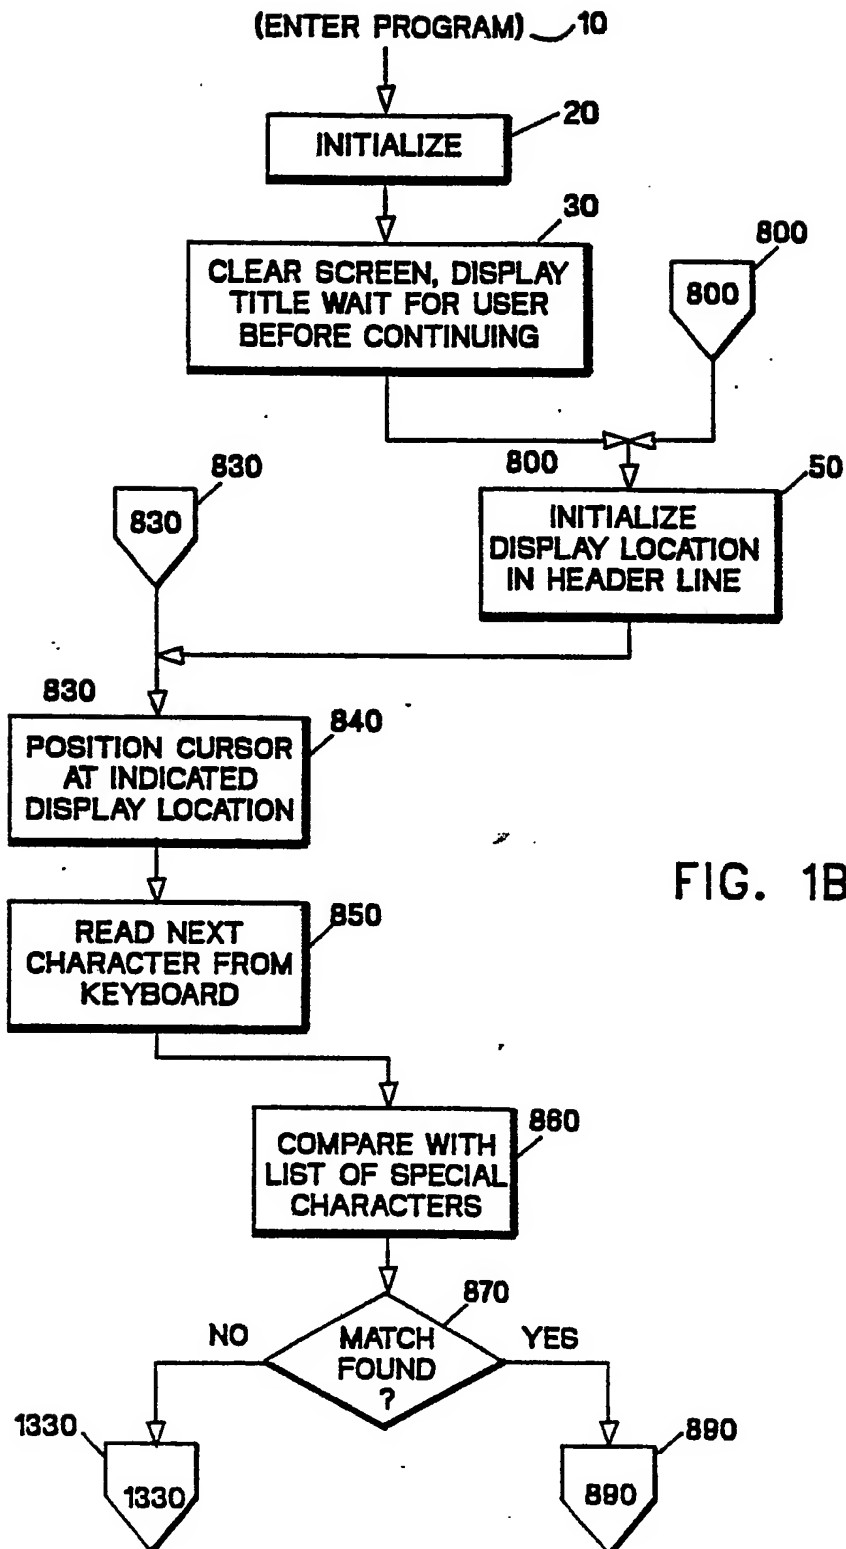 (ENTER PROGRAM) 10
20
INITIALIZE
30
CLEAR SCREEN, DISPLAY
TITLE WAIT FOR USER
BEFORE CONTINUING
800
800
800
50
INITIALIZE
DISPLAY LOCATION
IN HEADER LINE
830
830
830
840
POSITION CURSOR
AT INDICATED
DISPLAY LOCATION
FIG. 1B
850
READ NEXT
CHARACTER FROM
KEYBOARD
860
COMPARE WITH
LIST OF SPECIAL
CHARACTERS
870
NO
MATCH
FOUND
?
YES
1330
1330
890
890